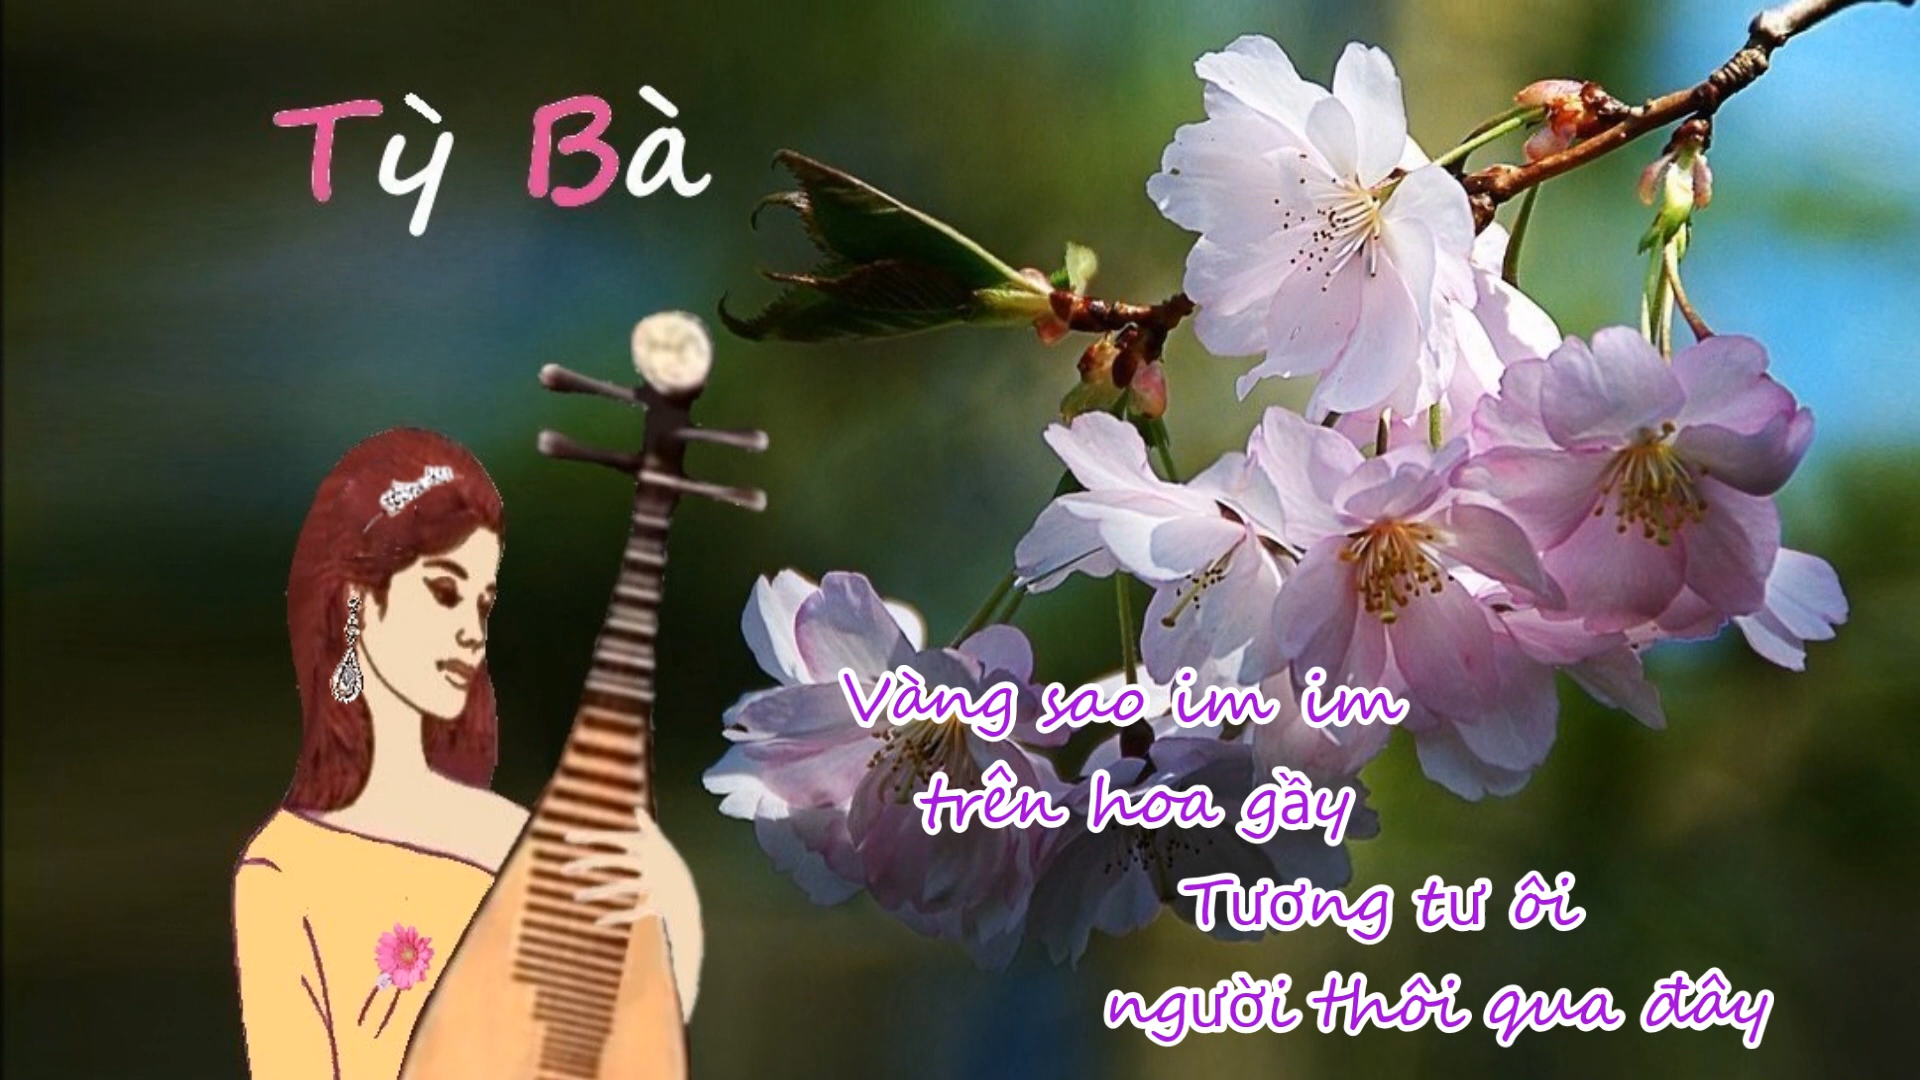 Tỳ Bà
Vàng sao im im
trên hoa gầy
Tương tư ôi
người thôi qua đây